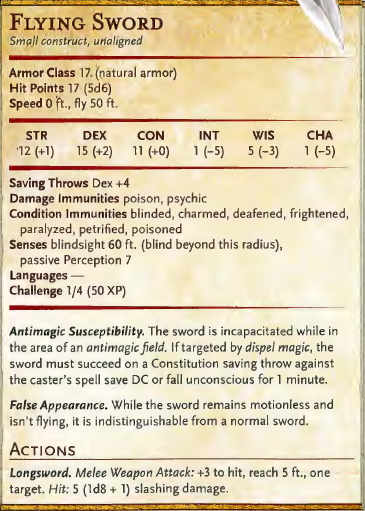 FLYING SWORD
Small construct, unaligned
Armor Class 17. (natural armor)
Hit Points 17 (5d6)
Speed 0 ft., fly 50 ft.
STR DEX CON INT WIS CHA
12 (+1) 15 (+2) 11 (+0) 1 (−5) 5 (−3) 1 (−5)
Saving Throws Dex +4
Damage Immunities poison, psychic
Condition Immunities blinded, charmed, deafened, frightened,
paralyzed, petrified, poisoned
Senses blindsight 60 ft. (blind beyond this radius),
passive Perception 7
Languages —
Challenge 1/4 (50 XP)
Antimagic Susceptibility. The sword is incapacitated while in
the area of an antimagic field. If targeted by dispel magic, the
sword must succeed on a Constitution saving throw against
the caster's spell save DC or fall unconscious for 1 minute.
False Appearance. While the sword remains motionless and
isn't flying, it is indistinguishable from a normal sword.
ACTIONS
Longsword. Melee Weapon Attack: +3 to hit, reach 5 ft., one
target. Hit: 5 (1d8 + 1) slashing damage.